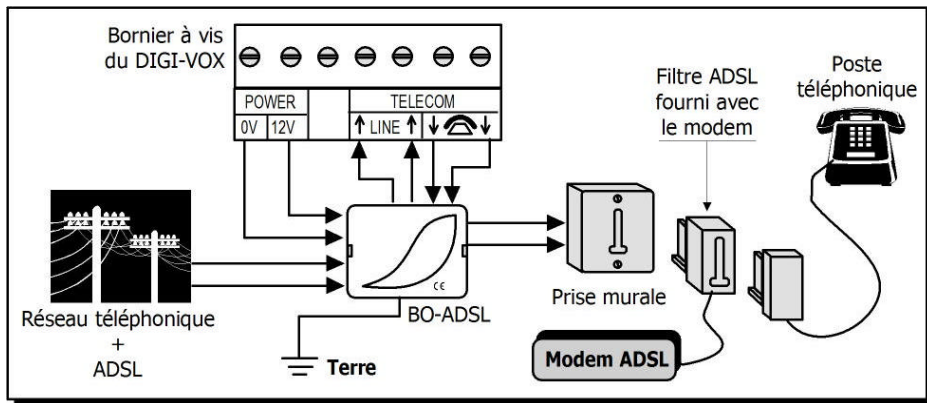 Bornier à vis
du DIGI-VOX
POWER
TELECOM
0V
12V
LINE
Filtre ADSL
fourni avec
le modem
Poste
téléphonique
Réseau téléphonique
+
ADSL
CE
BO-ADSL
Terre
Prise murale
Modem ADSL